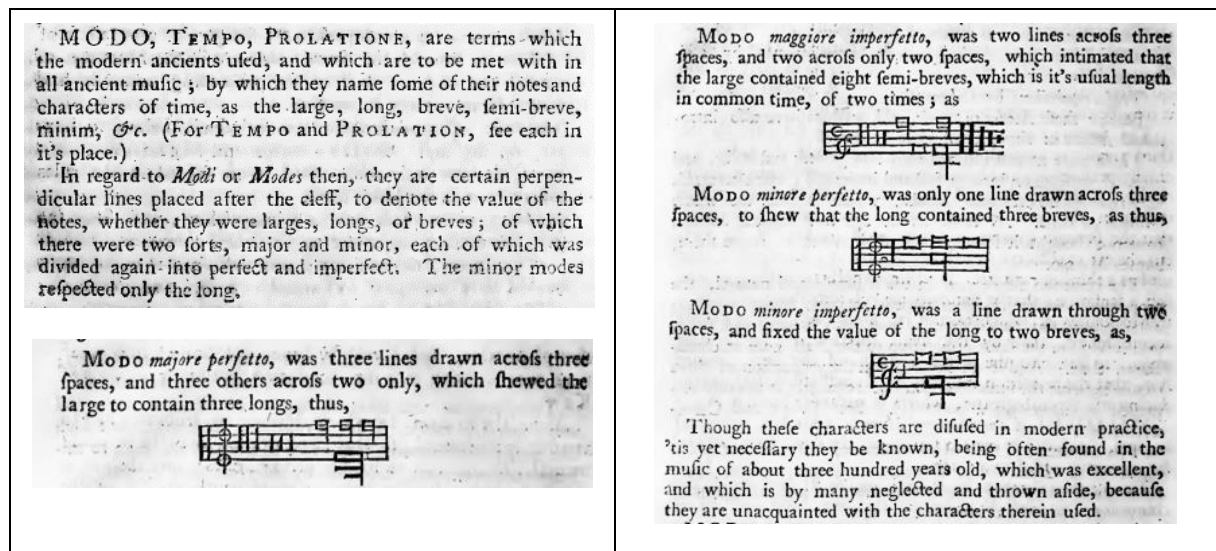 MODO, TEMPO, PROLATIONE, are terms which
the modern ancients uſed, and which are to be met with in
all ancient muſic ; by which they name ſome of their notes and
characters of time, as the large, long, breve, ſemi-breve,
minim, &c. (For TEMPO and PROLATION, ſee each in
it's place.)
In regard to Modi or Modes then, they are certain perpen-
dicular lines placed after the cleff, to denote the value of the
notes, whether they were larges, longs, or breves ; of which
there were two ſorts, major and minor, each of which was
divided again into perfect and imperfect. The minor modes
reſpected only the long.
MODO majore perfetto, was three lines drawn acroſs three
ſpaces, and three others acroſs two only, which ſhewed the
large to contain three longs, thus,
MODO maggiore imperfetto, was two lines acroſs three
ſpaces, and two acroſs only two ſpaces, which intimated that
the large contained eight ſemi-breves, which is it's uſual length
in common time, of two times ; as
MODO minore perfetto, was only one line drawn acroſs three
ſpaces, to ſhew that the long contained three breves, as thus,
MODO minore imperfetto, was a line drawn through two
ſpaces, and fixed the value of the long to two breves, as,
Though theſe characters are diſuſed in modern practice,
'tis yet neceſſary they be known, being often found in the
muſic of about three hundred years old, which was excellent,
and which is by many neglected and thrown aſide, becauſe
they are unacquainted with the characters therein uſed.